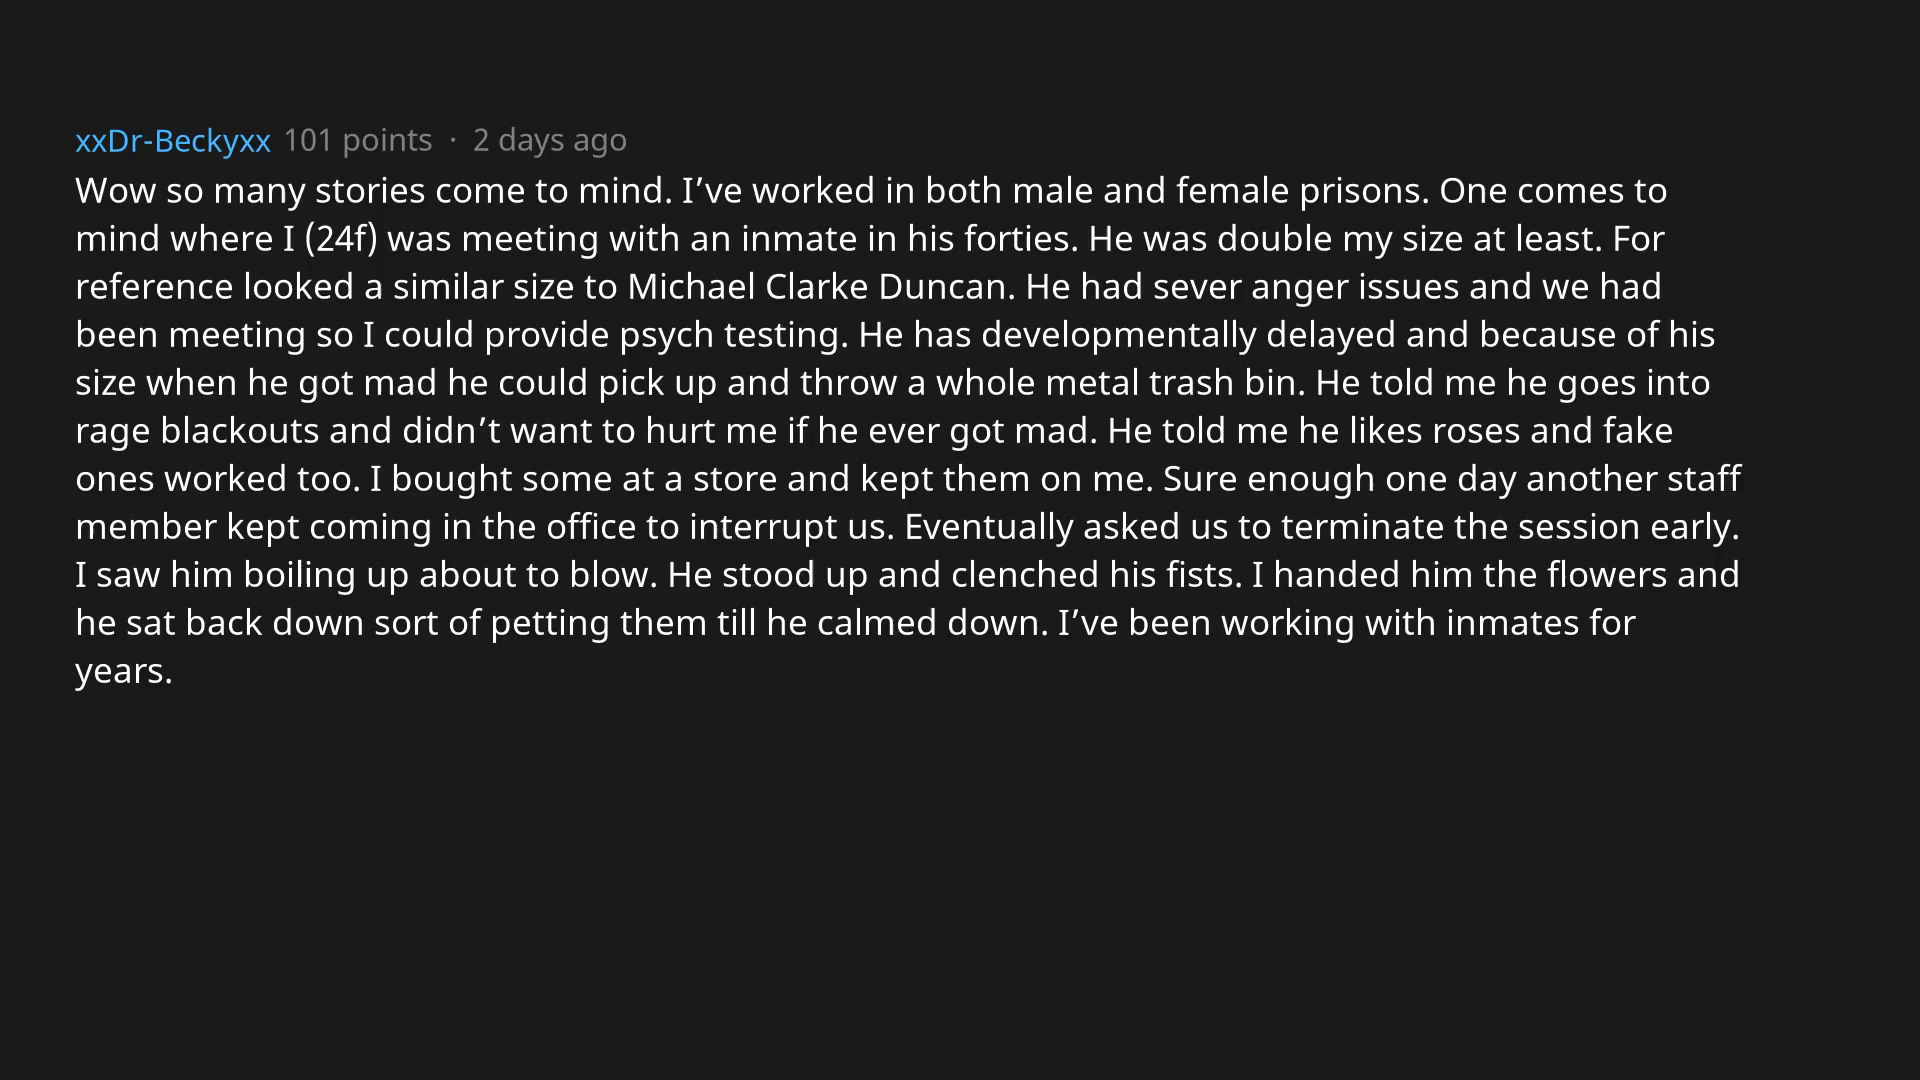 xxDr-Beckyxx 101 points · 2 days ago
Wow so many stories come to mind. I’ve worked in both male and female prisons. One comes to
mind where I (24f) was meeting with an inmate in his forties. He was double my size at least. For
reference looked a similar size to Michael Clarke Duncan. He had sever anger issues and we had
been meeting so I could provide psych testing. He has developmentally delayed and because of his
size when he got mad he could pick up and throw a whole metal trash bin. He told me he goes into
rage blackouts and didn’t want to hurt me if he ever got mad. He told me he likes roses and fake
ones worked too. I bought some at a store and kept them on me. Sure enough one day another staff
member kept coming in the office to interrupt us. Eventually asked us to terminate the session early.
I saw him boiling up about to blow. He stood up and clenched his fists. I handed him the flowers and
he sat back down sort of petting them till he calmed down. I’ve been working with inmates for
years.